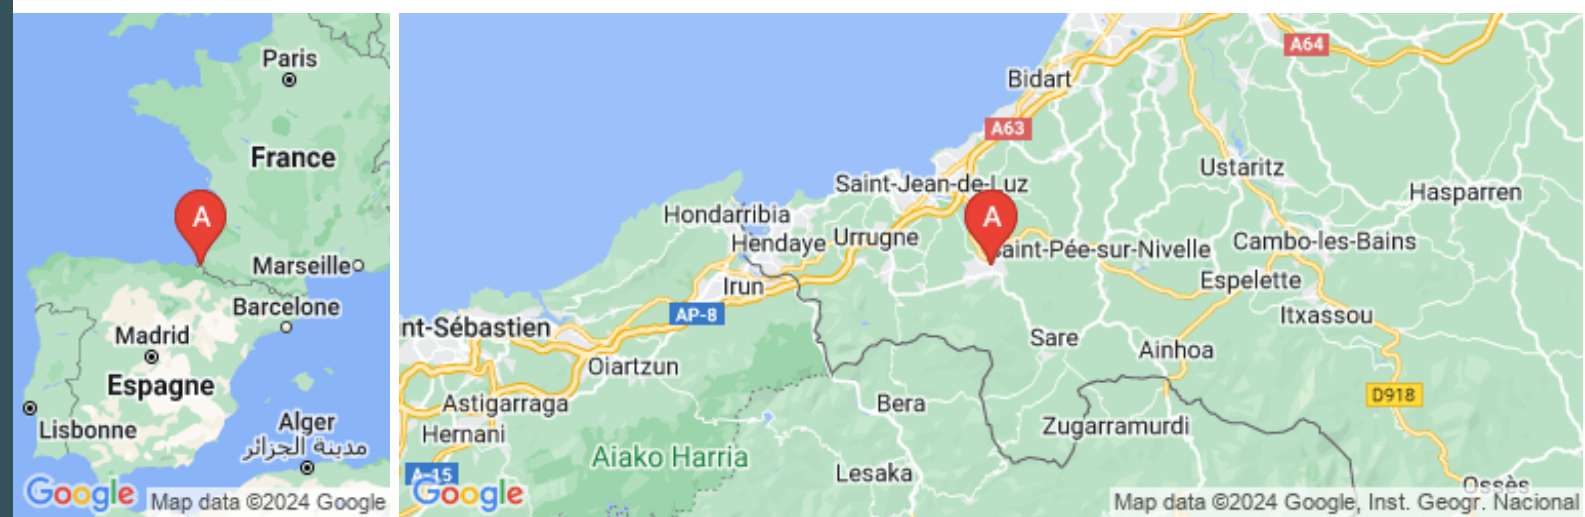 Paris
France
A
Marseille
Barcelone
Madrid
Espagne
Alger
مدينة الجزائر
Lisbonne
Google
Map data ©2024 Google
A64
Bidart
A63
Ustaritz
Saint-Jean-de-Luz
Hasparren
Hondarribia
A
Hendaye
Urrugne
aint-Pée-sur-Nivelle
Cambo-les-Bains
Irun
Espelette
AP-8
Itxassou
nt-Sébastien
Sare
Ainhoa
Oiartzun
D918
Astigarraga
Bera
Hernani
Zugarramurdi
Aiako Harria
Lesaka
A-15
Google
Ossès
Map data ©2024 Google, Inst. Geogr. Nacional